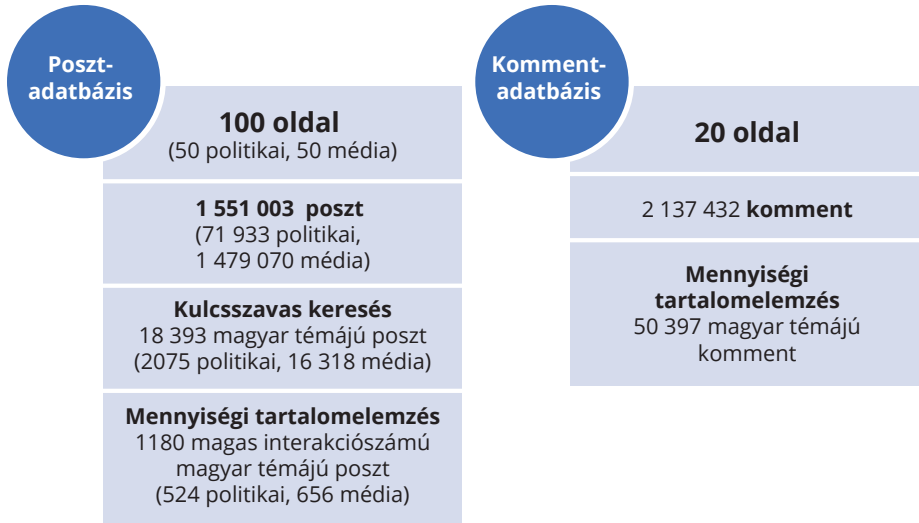 Poszt-
adatbázis
100 oldal
(50 politikai, 50 média)
1 551 003 poszt
(71 933 politikai,
1 479 070 média)
Kulcsszavas keresés
18 393 magyar témájú poszt
(2075 politikai, 16 318 média)
Mennyiségi tartalomelemzés
1180 magas interakciószámú
magyar témájú poszt
(524 politikai, 656 média)
Komment-
adatbázis
20 oldal
2 137 432 komment
Mennyiségi
tartalomelemzés
50 397 magyar témájú
komment